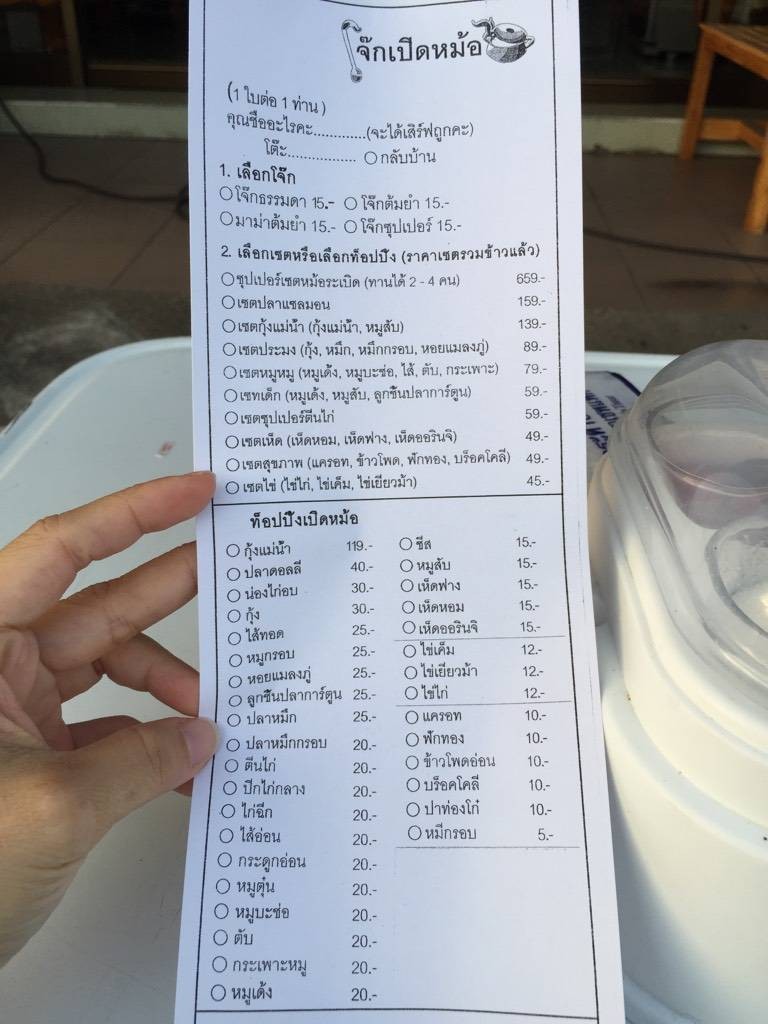 โจ๊กเปิดหม้อ
(1 ใบต่อ 1 ท่าน )
คุณชื่ออะไรคะ............(จะได้เสิร์ฟถูกคะ)
โต๊ะ................ ○ กลับบ้าน
1. เลือกโจ๊ก
○ โจ๊กธรรมดา 15.- ○ โจ๊กต้มยำ 15.-
○ มาม่าต้มยำ 15.- ○ โจ๊กซุปเปอร์ 15.-
2. เลือกเซตหรือเลือกท็อปปิ้ง (ราคาเซตรวมข้าวแล้ว)
○ ซุปเปอร์เซตหม้อระเบิด (ทานได้ 2 - 4 คน) 659.-
○ เซตปลาแซลมอน 159.-
○ เซตกุ้งแม่น้ำ (กุ้งแม่น้ำ, หมูสับ) 139.-
○ เซตประมง (กุ้ง, หมึก, หมึกกรอบ, หอยแมลงภู่) 89.-
○ เซตหมูหมู (หมูเด้ง, หมูบะช่อ, ไส้, ตับ, กระเพาะ) 79.-
○ เซทเด็ก (หมูเด้ง, หมูสับ, ลูกชิ้นปลาการ์ตูน) 59.-
○ เซตซุปเปอร์ตีนไก่ 59.-
○ เซตเห็ด (เห็ดหอม, เห็ดฟาง, เห็ดออรินจิ) 49.-
○ เซตสุขภาพ (แครอท, ข้าวโพด, ฟักทอง, บร็อคโคลี) 49.-
○ เซตไข่ (ไข่ไก่, ไข่เค็ม, ไข่เยียวม้า) 45.-
ท็อปปิ้งเปิดหม้อ
○ กุ้งแม่น้ำ 119.-
○ ปลาดอลลี่ 40.-
○ น่องไก่อบ 30.-
○ กุ้ง 30.-
○ ไส้ทอด 25.-
○ หมูกรอบ 25.-
○ หอยแมลงภู่ 25.-
○ ลูกชิ้นปลาการ์ตูน 25.-
○ ปลาหมึก 25.-
○ ปลาหมึกกรอบ 20.-
○ ตีนไก่ 20.-
○ ปีกไก่กลาง 20.-
○ ไก่ฉีก 20.-
○ ไส้อ่อน 20.-
○ กระดูกอ่อน 20.-
○ หมูตุ๋น 20.-
○ หมูบะช่อ 20.-
○ ตับ 20.-
○ กระเพาะหมู 20.-
○ หมูเด้ง 20.-
○ ชีส 15.-
○ หมูสับ 15.-
○ เห็ดฟาง 15.-
○ เห็ดหอม 15.-
○ เห็ดออรินจิ 15.-
○ ไข่เค็ม 12.-
○ ไข่เยียวม้า 12.-
○ ไข่ไก่ 12.-
○ แครอท 10.-
○ ฟักทอง 10.-
○ ข้าวโพดอ่อน 10.-
○ บร็อคโคลี 10.-
○ ปาท่องโก๋ 10.-
○ หมี่กรอบ 5.-